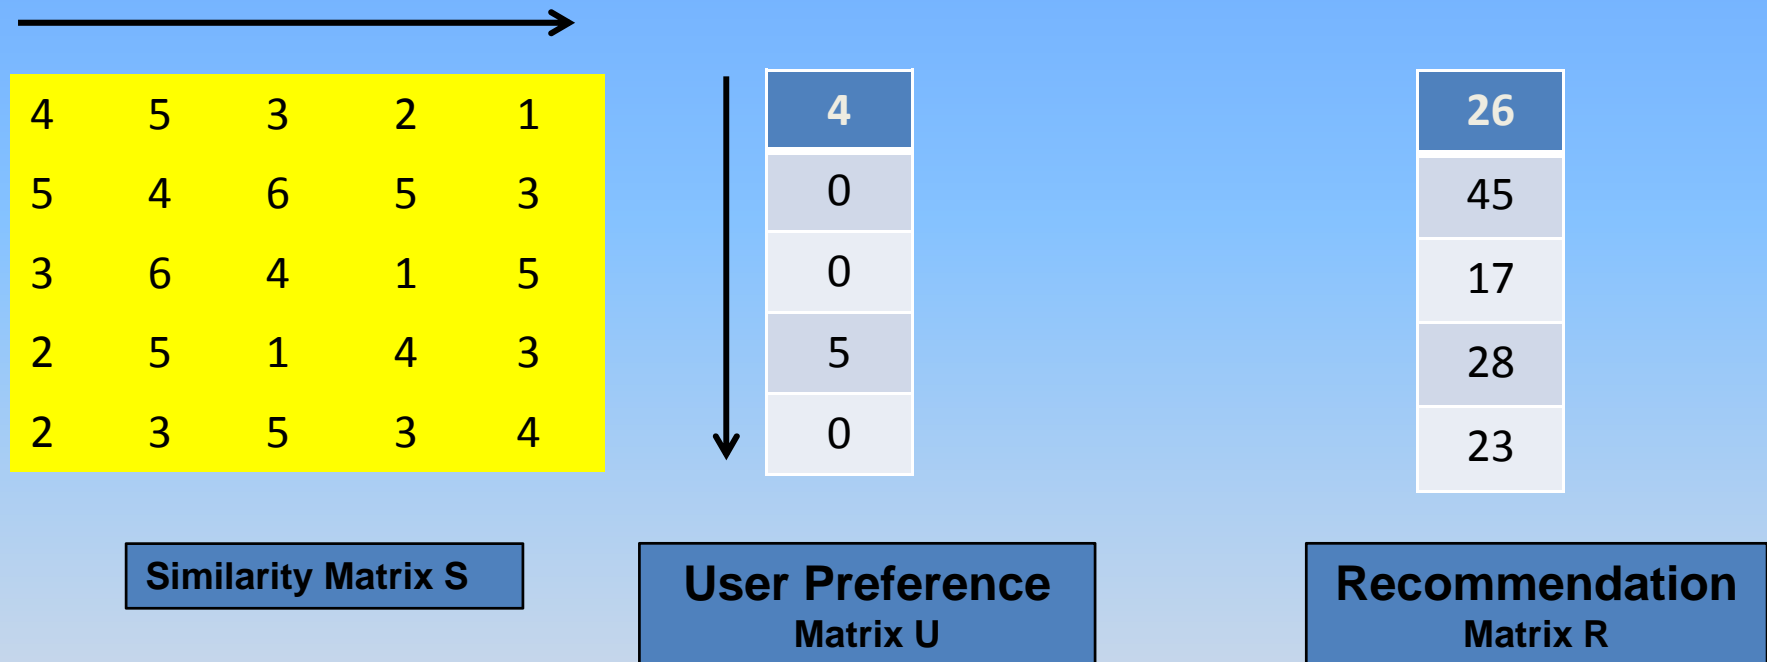 4 5 3 2 1
5 4 6 5 3
3 6 4 1 5
2 5 1 4 3
2 3 5 3 4
Similarity Matrix S
4
0
0
5
0
User Preference
Matrix U
26
45
17
28
23
Recommendation
Matrix R